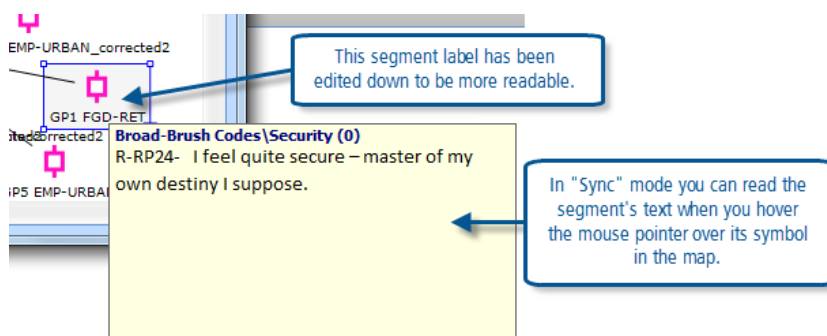 EMP-URBAN_corrected2
This segment label has been
edited down to be more readable.
GP1 FGD-RET
Broad-Brush Codes\Security (0)
R-RP24-   I feel quite secure – master of my
own destiny I suppose.
GP5 EMP-URBA
In "Sync" mode you can read the
segment's text when you hover
the mouse pointer over its symbol
in the map.